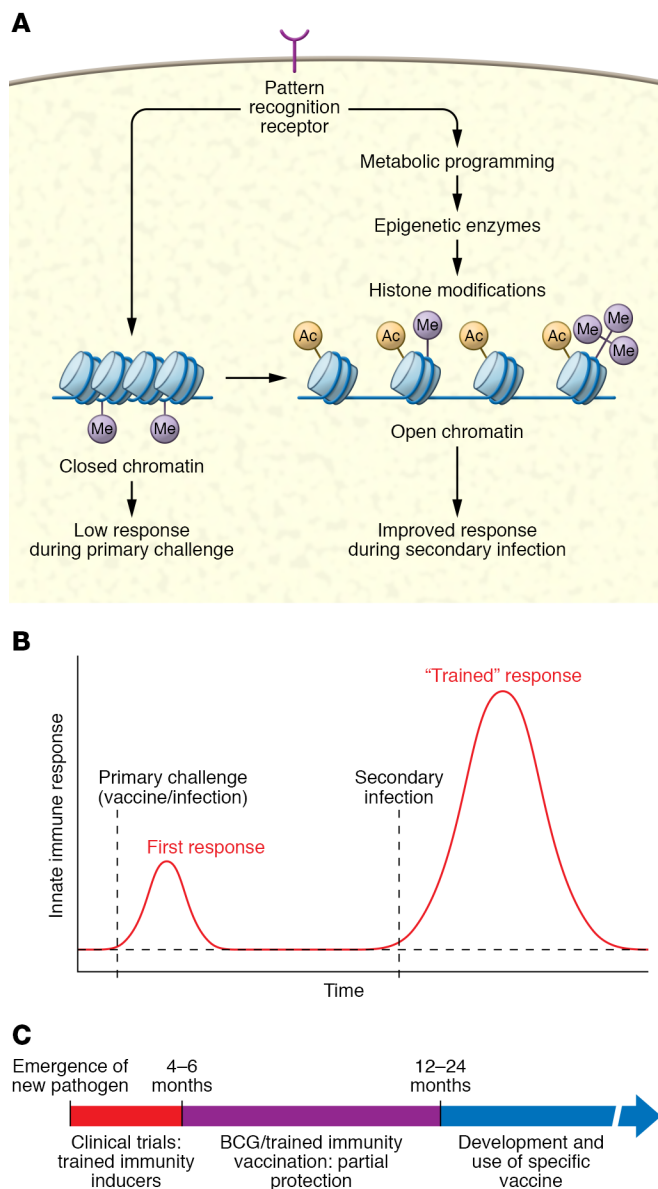 A
Pattern
recognition
receptor
Metabolic programming
Epigenetic enzymes
Histone modifications
Ac
Ac
Me
Ac
Ac
Me
Me
Me
Me
Me
Closed chromatin
Open chromatin
Low response
during primary challenge
Improved response
during secondary infection
B
Innate immune response
“Trained” response
Primary challenge
(vaccine/infection)
Secondary
infection
First response
Time
C
Emergence of
new pathogen
4–6
months
12–24
months
Clinical trials:
trained immunity
inducers
BCG/trained immunity
vaccination: partial
protection
Development and
use of specific
vaccine